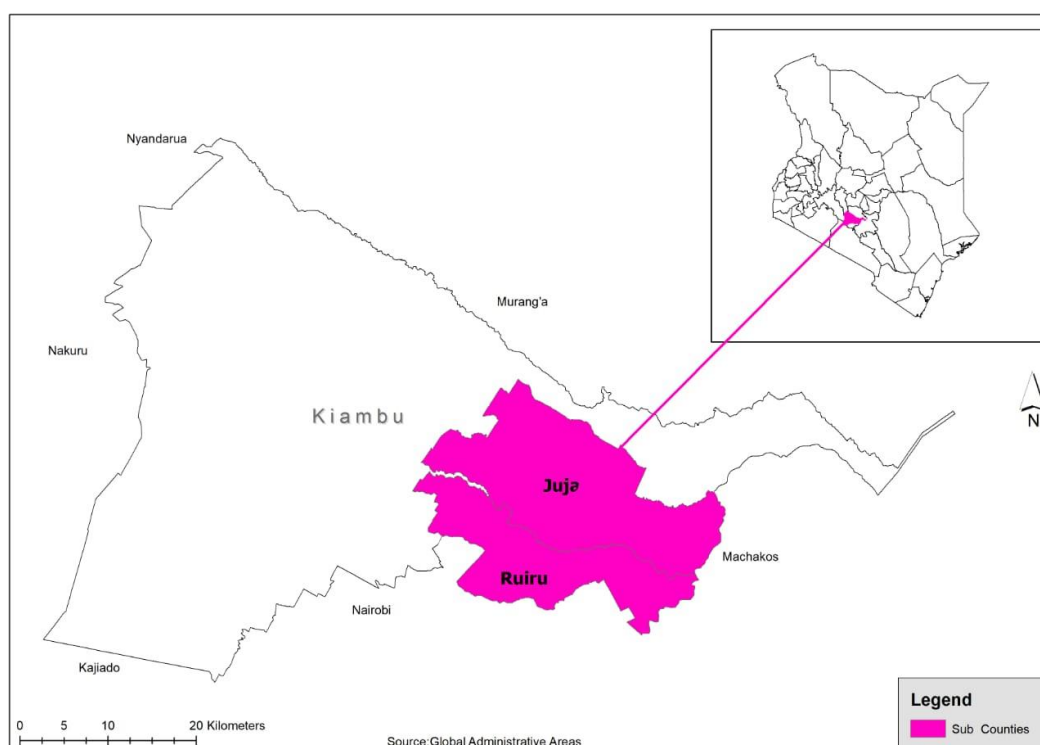 Nyandarua
Murang'a
Nakuru
Kiambu
N
Juja
Machakos
Ruiru
Nairobi
Kajiado
Legend
Sub Counties
0 5 10 20 Kilometers
Source:Global Administrative Areas